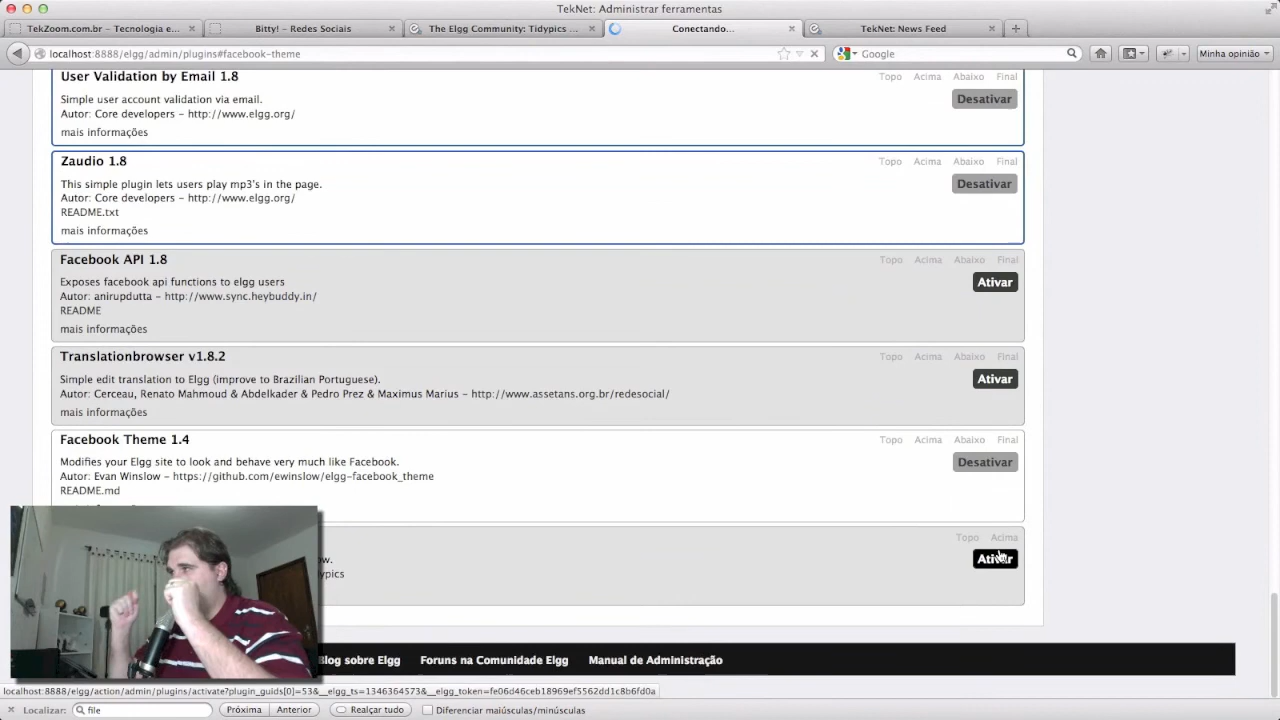 TekNet: Administrar ferramentas
TekZoom.com.br – Tecnologia e...
Bitty! – Redes Sociais
The Elgg Community: Tidypics ...
Conectando...
TekNet: News Feed
localhost:8888/elgg/admin/plugins#facebook-theme
Google
Minha opinião
User Validation by Email 1.8
Topo Acima Abaixo Final
Simple user account validation via email.
Desativar
Autor: Core developers – http://www.elgg.org/
mais informações
Zaudio 1.8
Topo Acima Abaixo Final
This simple plugin lets users play mp3's in the page.
Desativar
Autor: Core developers – http://www.elgg.org/
README.txt
mais informações
Facebook API 1.8
Topo Acima Abaixo Final
Exposes facebook api functions to elgg users
Ativar
Autor: anirupdutta – http://www.sync.heybuddy.in/
README
mais informações
Translationbrowser v1.8.2
Topo Acima Abaixo Final
Simple edit translation to Elgg (improve to Brazilian Portuguese).
Ativar
Autor: Cerceau, Renato Mahmoud & Abdelkader & Pedro Prez & Maximus Marius – http://www.assetans.org.br/redesocial/
mais informações
Facebook Theme 1.4
Topo Acima Abaixo Final
Modifies your Elgg site to look and behave very much like Facebook.
Desativar
Autor: Evan Winslow – https://github.com/ewinslow/elgg-facebook_theme
README.md
Topo Acima
ow.
Ativar
ypics
Blog sobre Elgg Foruns na Comunidade Elgg Manual de Administração
localhost:8888/elgg/action/admin/plugins/activate?plugin_guids[0]=53&__elgg_ts=1346364573&__elgg_token=fe06d46ceb18969ef5562dd1c8b6fd0a
Localizar: file Próxima Anterior Realçar tudo Diferenciar maiúsculas/minúsculas